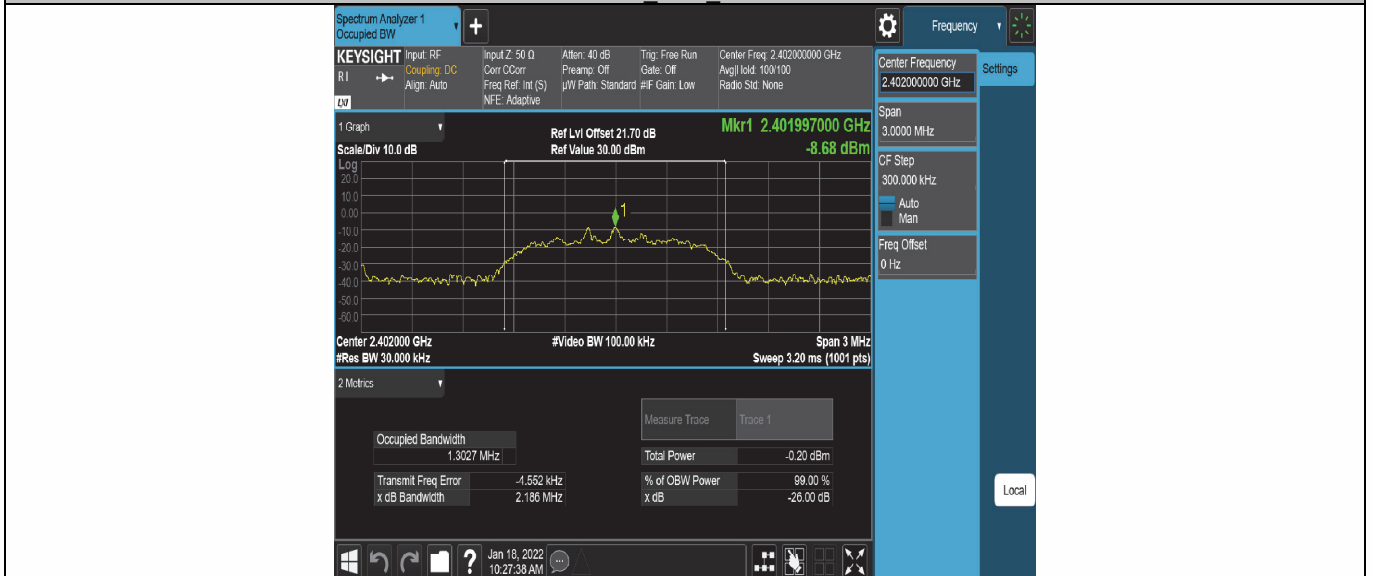 Spectrum Analyzer 1
Occupied BW
KEYSIGHT
R I
LXI
Input: RF
Coupling: DC
Align: Auto
Input Z: 50 Ω
Corr CCorr
Freq Ref: Int (S)
NFE: Adaptive
Atten: 40 dB
Preamp: Off
µW Path: Standard
Trig: Free Run
Gate: Off
#IF Gain: Low
Center Freq: 2.402000000 GHz
Avg|Hold: 100/100
Radio Std: None
1 Graph
Scale/Div 10.0 dB
Ref Lvl Offset 21.70 dB
Ref Value 30.00 dBm
Mkr1 2.401997000 GHz
-8.68 dBm
Log
20.0
10.0
0.00
-10.0
-20.0
-30.0
-40.0
-50.0
-60.0
1
Center 2.402000 GHz
#Res BW 30.000 kHz
#Video BW 100.00 kHz
Span 3 MHz
Sweep 3.20 ms (1001 pts)
2 Metrics
Measure Trace Trace 1
Occupied Bandwidth
1.3027 MHz
Total Power -0.20 dBm
Transmit Freq Error -4.552 kHz
% of OBW Power 99.00 %
x dB Bandwidth 2.186 MHz
x dB -26.00 dB
Jan 18, 2022
10:27:38 AM
Frequency
Settings
Center Frequency
2.402000000 GHz
Span
3.0000 MHz
CF Step
300.000 kHz
Auto
Man
Freq Offset
0 Hz
Local